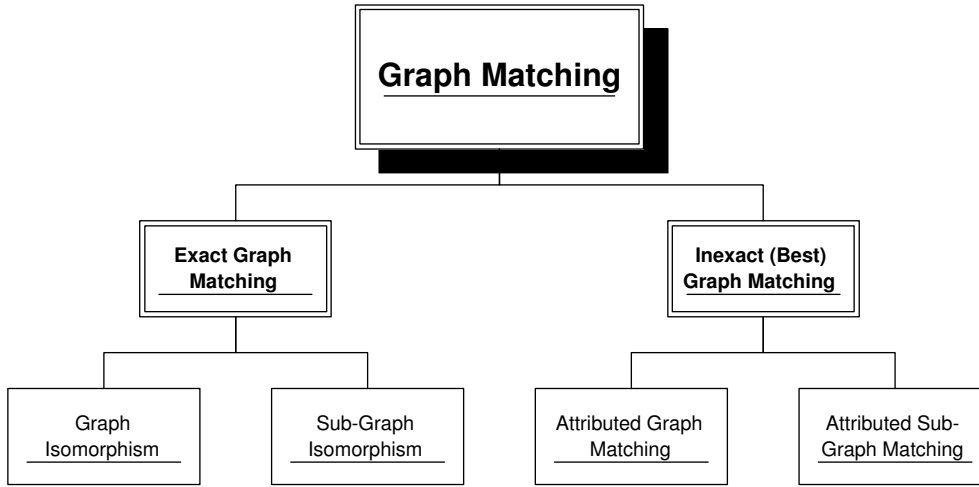 Graph Matching
Exact Graph
Matching
Inexact (Best)
Graph Matching
Graph
Isomorphism
Sub-Graph
Isomorphism
Attributed Graph
Matching
Attributed Sub-
Graph Matching